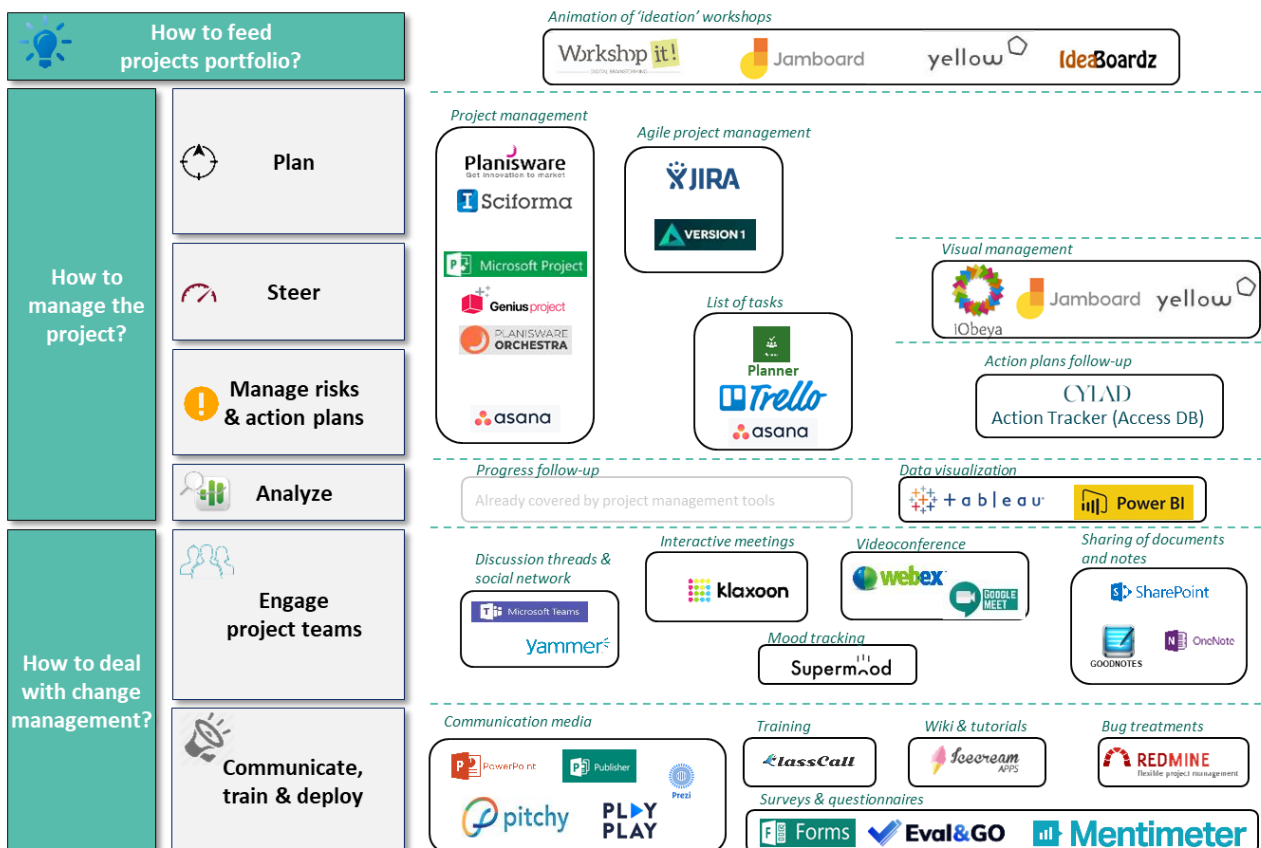 How to feed
projects portfolio?
Animation of ‘ideation’ workshops
Workshop it!
DIGITAL BRAINSTORMING
Jamboard
yellow
IdeaBoardz
How to
manage the
project?
Plan
Project management
Planisware
Get innovation to market
Sciforma
Microsoft Project
Genius project
PLANISWARE
ORCHESTRA
asana
Agile project management
JIRA
VERSION 1
Steer
Visual management
iObeya
Jamboard
yellow
List of tasks
Planner
Trello
asana
Manage risks
& action plans
Action plans follow-up
CYLAD
Action Tracker (Access DB)
Analyze
Progress follow-up
Already covered by project management tools
Data visualization
+ a b | e a u
Power BI
How to deal
with change
management?
Engage
project teams
Discussion threads &
social network
Microsoft Teams
yammer
Interactive meetings
klaxoon
Videoconference
webex
GOOGLE
MEET
Mood tracking
Supermood
Sharing of documents
and notes
SharePoint
GOODNOTES
OneNote
Communicate,
train & deploy
Communication media
PowerPoint
Publisher
Prezi
pitchy
PLAY
PLAY
Training
ClassCall
Wiki & tutorials
Icecream
APPS
Bug treatments
REDMINE
flexible project management
Surveys & questionnaires
Forms
Eval&GO
Mentimeter